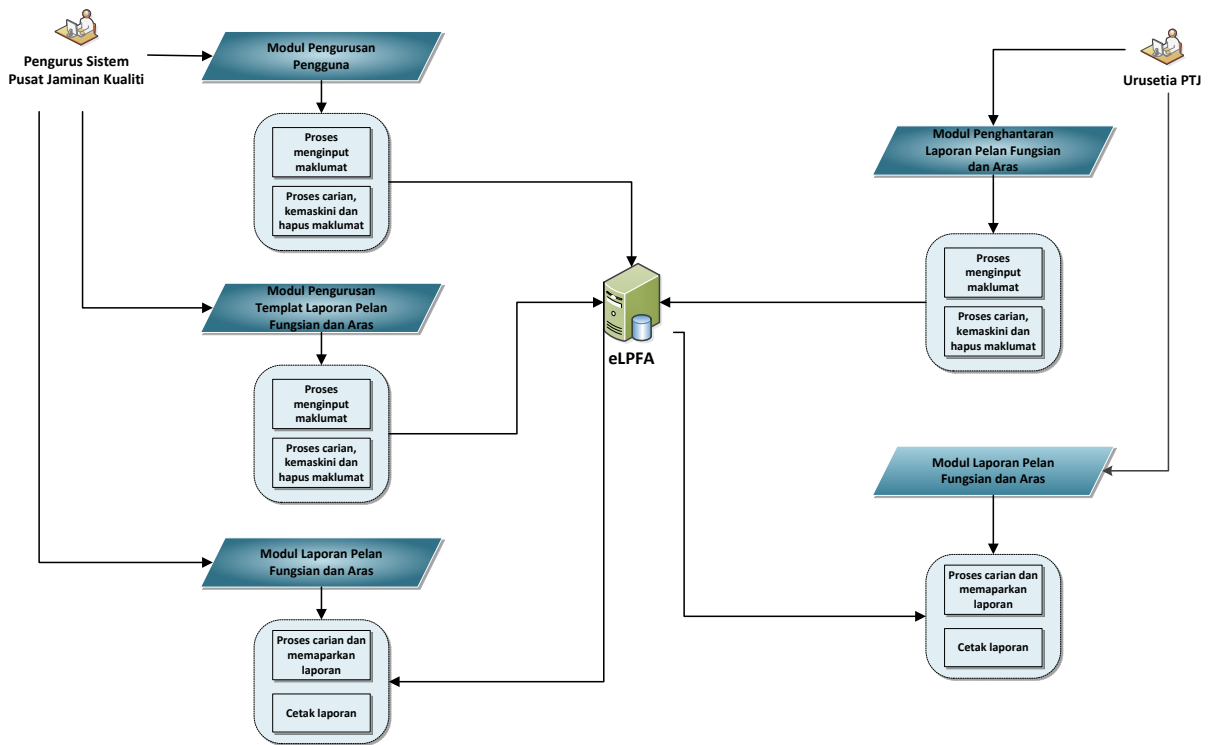 Pengurus Sistem
Pusat Jaminan Kualiti
Modul Pengurusan
Pengguna
Proses
menginput
maklumat
Proses carian,
kemaskini dan
hapus maklumat
Modul Pengurusan
Templat Laporan Pelan
Fungsian dan Aras
Proses
menginput
maklumat
Proses carian,
kemaskini dan
hapus maklumat
Modul Laporan Pelan
Fungsian dan Aras
Proses carian dan
memaparkan
laporan
Cetak laporan
eLPFA
Urusetia PTJ
Modul Penghantaran
Laporan Pelan Fungsian
dan Aras
Proses
menginput
maklumat
Proses carian,
kemaskini dan
hapus maklumat
Modul Laporan Pelan
Fungsian dan Aras
Proses carian dan
memaparkan
laporan
Cetak laporan